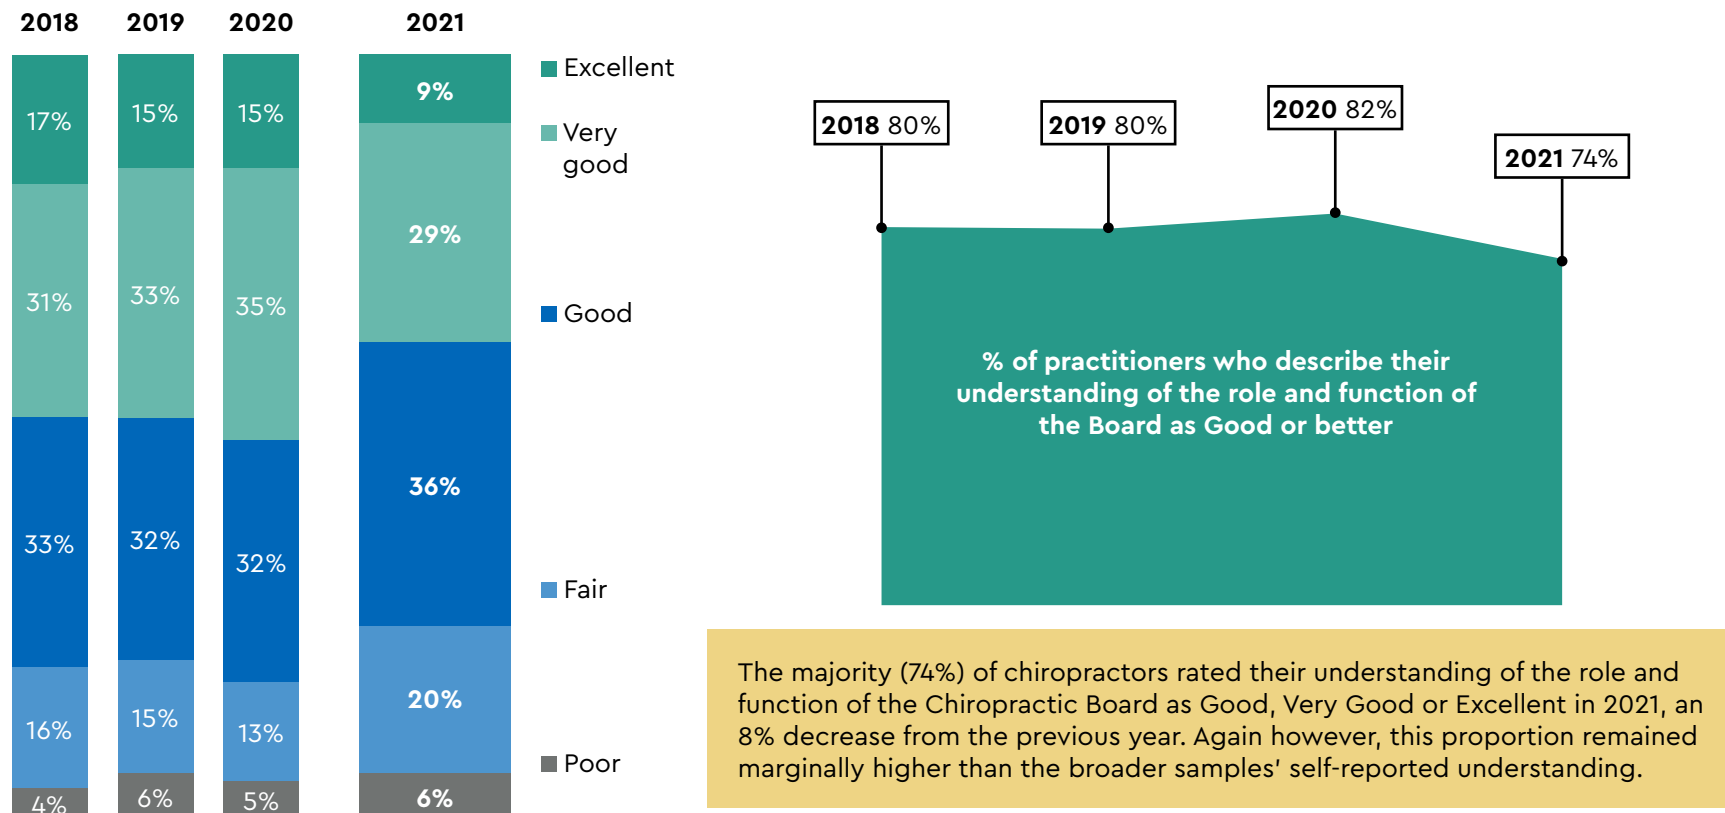 2018 2019 2020 2021
17%
31%
33%
16%
4%
15%
33%
32%
15%
6%
15%
35%
32%
13%
5%
9%
29%
36%
20%
6%
Excellent
Very
good
Good
Fair
Poor
2018 80%
2019 80%
2020 82%
2021 74%
% of practitioners who describe their
understanding of the role and function of
the Board as Good or better
The majority (74%) of chiropractors rated their understanding of the role and
function of the Chiropractic Board as Good, Very Good or Excellent in 2021, an
8% decrease from the previous year. Again however, this proportion remained
marginally higher than the broader samples’ self-reported understanding.